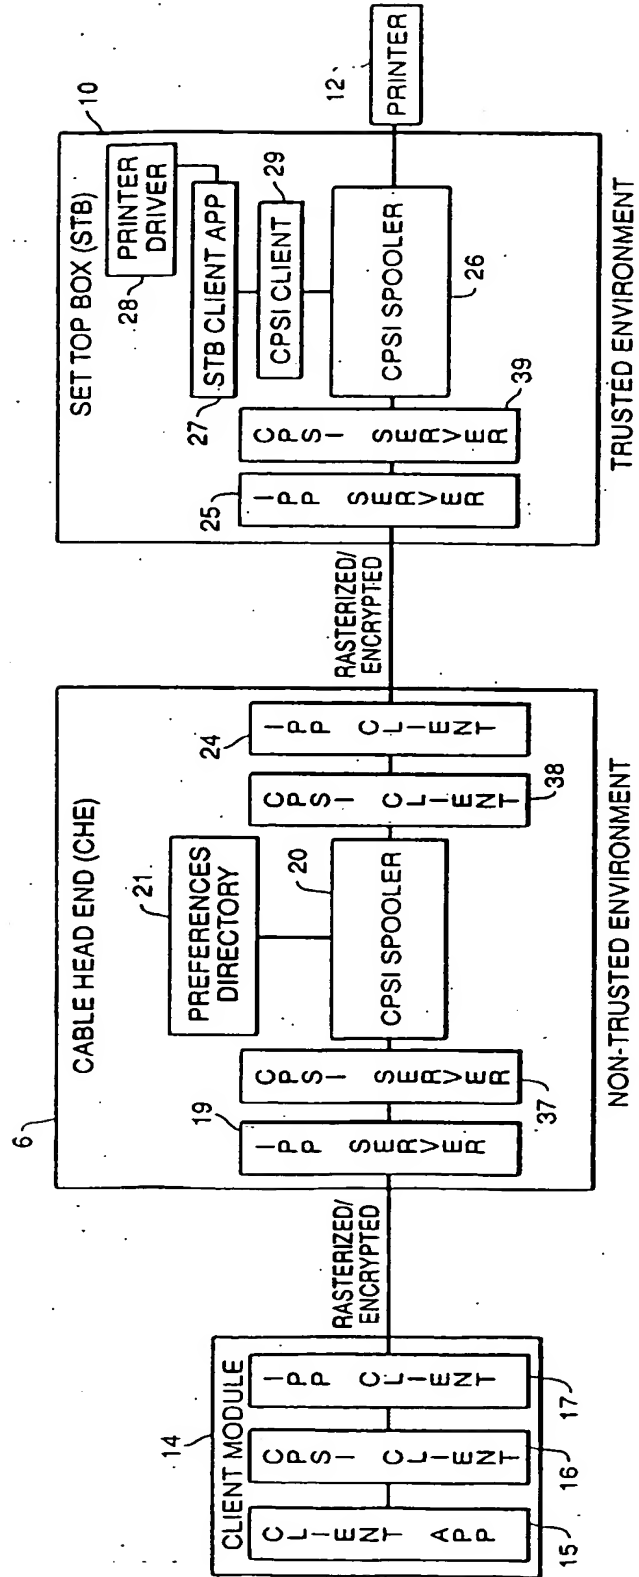 14
CLIENT MODULE
CLIENT APP
15
CPSI CLIENT
16
IPP CLIENT
17
RASTERIZED/
ENCRYPTED
6
CABLE HEAD END (CHE)
19
IPP SERVER
CPSI SERVER
37
21
PREFERENCES
DIRECTORY
20
CPSI SPOOLER
CPSI CLIENT
38
24
IPP CLIENT
NON-TRUSTED ENVIRONMENT
RASTERIZED/
ENCRYPTED
10
SET TOP BOX (STB)
25
IPP SERVER
CPSI SERVER
39
28
PRINTER
DRIVER
27
STB CLIENT APP
29
CPSI CLIENT
CPSI SPOOLER
26
TRUSTED ENVIRONMENT
12
PRINTER